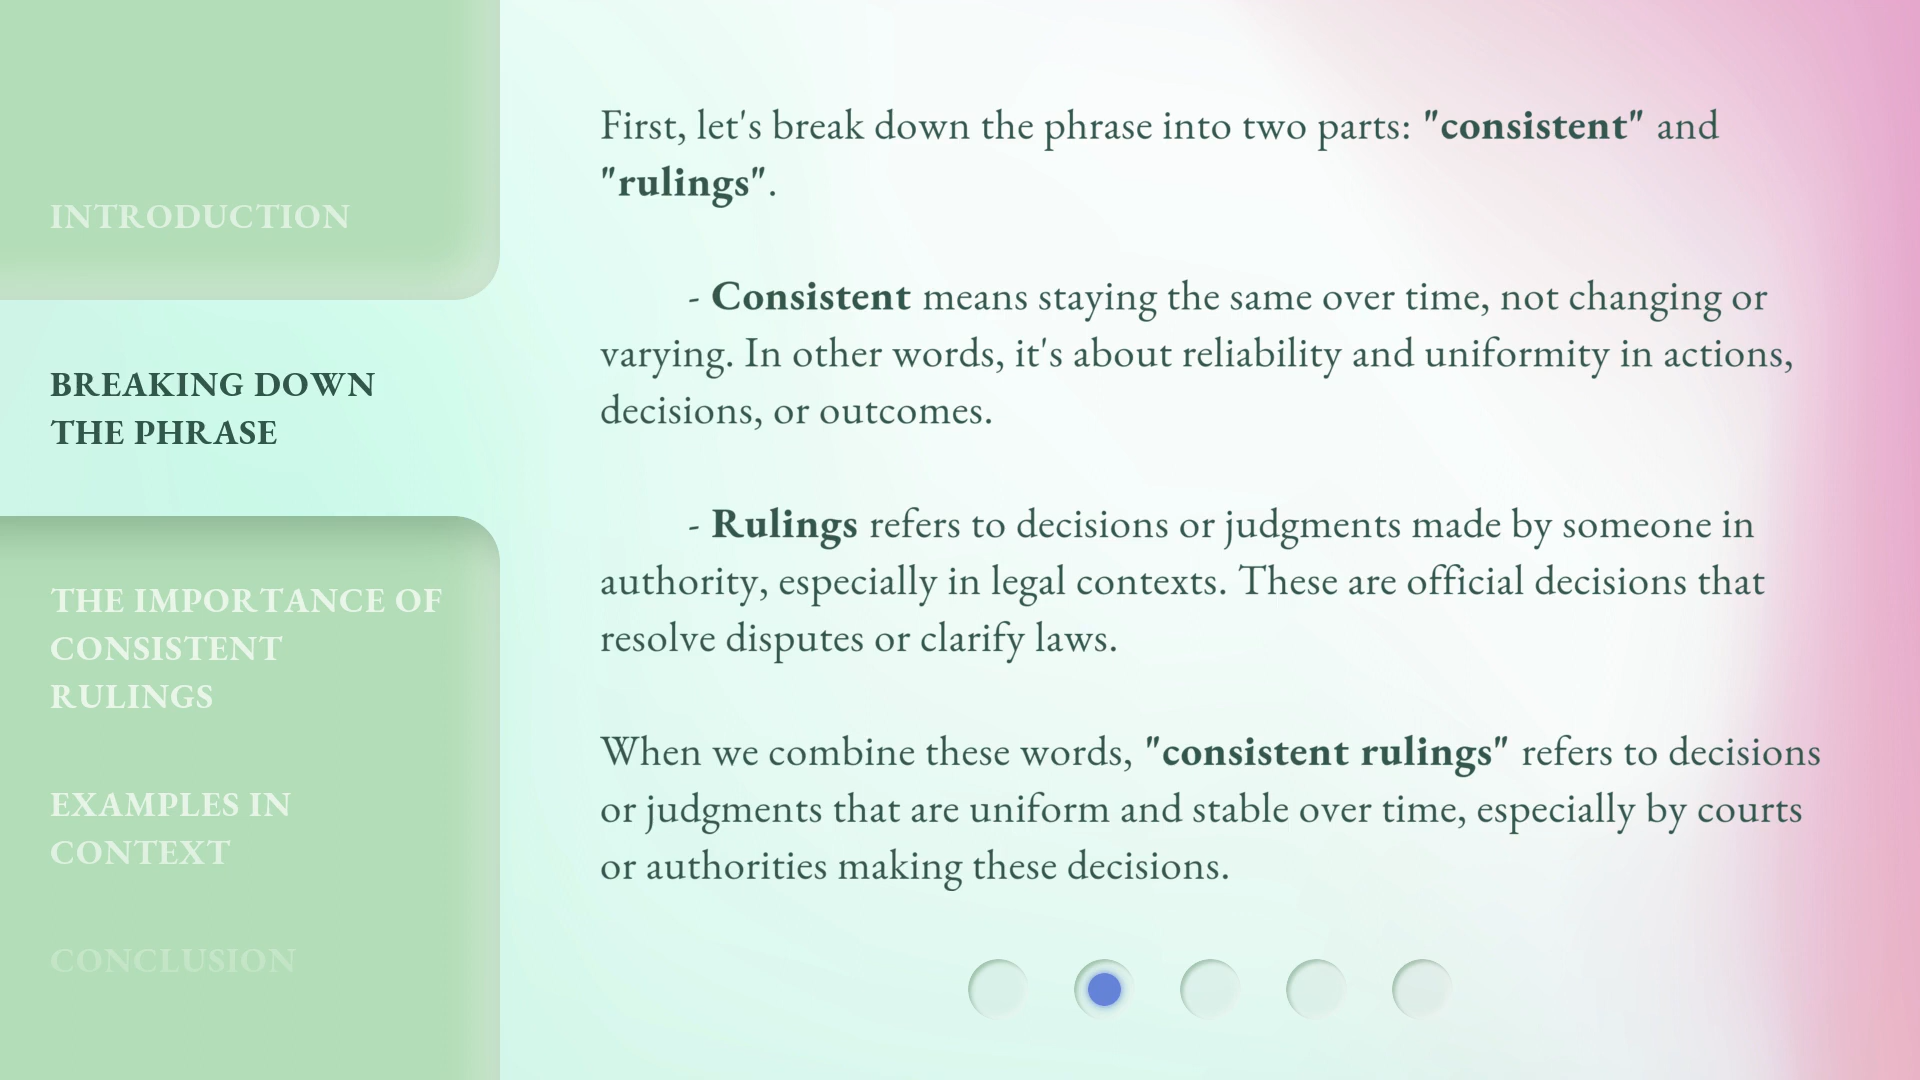 INTRODUCTION
BREAKING DOWN
THE PHRASE
THE IMPORTANCE OF
CONSISTENT
RULINGS
EXAMPLES IN
CONTEXT
CONCLUSION
First, let's break down the phrase into two parts: "consistent" and
"rulings".
- Consistent means staying the same over time, not changing or
varying. In other words, it's about reliability and uniformity in actions,
decisions, or outcomes.
- Rulings refers to decisions or judgments made by someone in
authority, especially in legal contexts. These are official decisions that
resolve disputes or clarify laws.
When we combine these words, "consistent rulings" refers to decisions
or judgments that are uniform and stable over time, especially by courts
or authorities making these decisions.